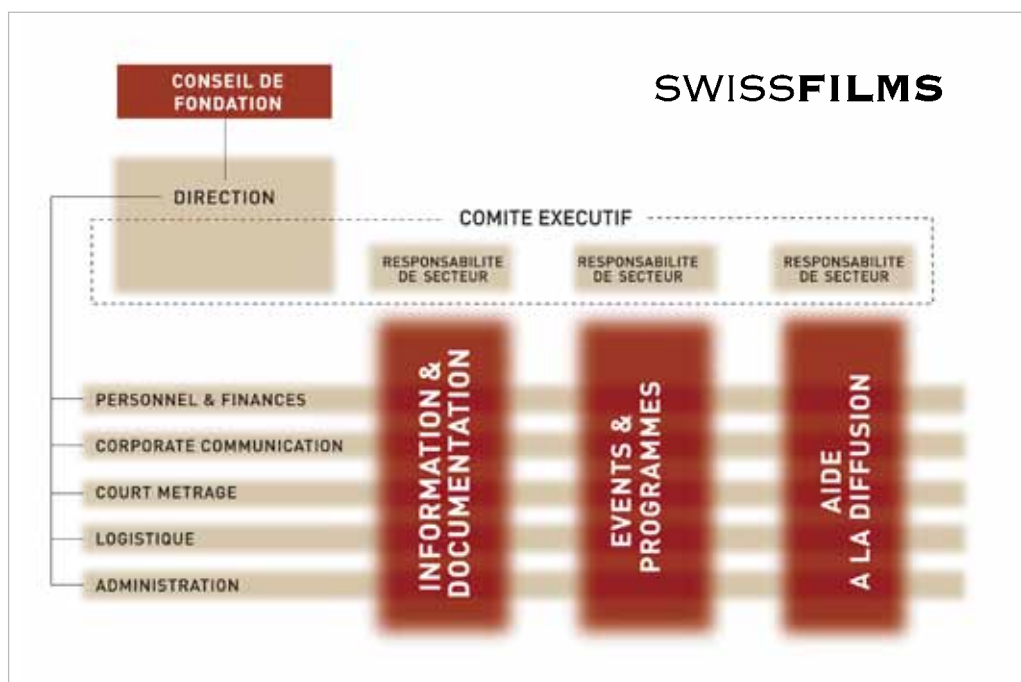 CONSEIL DE
FONDATION
SWISSFILMS
DIRECTION
COMITE EXECUTIF
RESPONSABILITE
DE SECTEUR
RESPONSABILITE
DE SECTEUR
RESPONSABILITE
DE SECTEUR
INFORMATION &
DOCUMENTATION
EVENTS &
PROGRAMMES
AIDE
A LA DIFFUSION
PERSONNEL & FINANCES
CORPORATE COMMUNICATION
COURT METRAGE
LOGISTIQUE
ADMINISTRATION